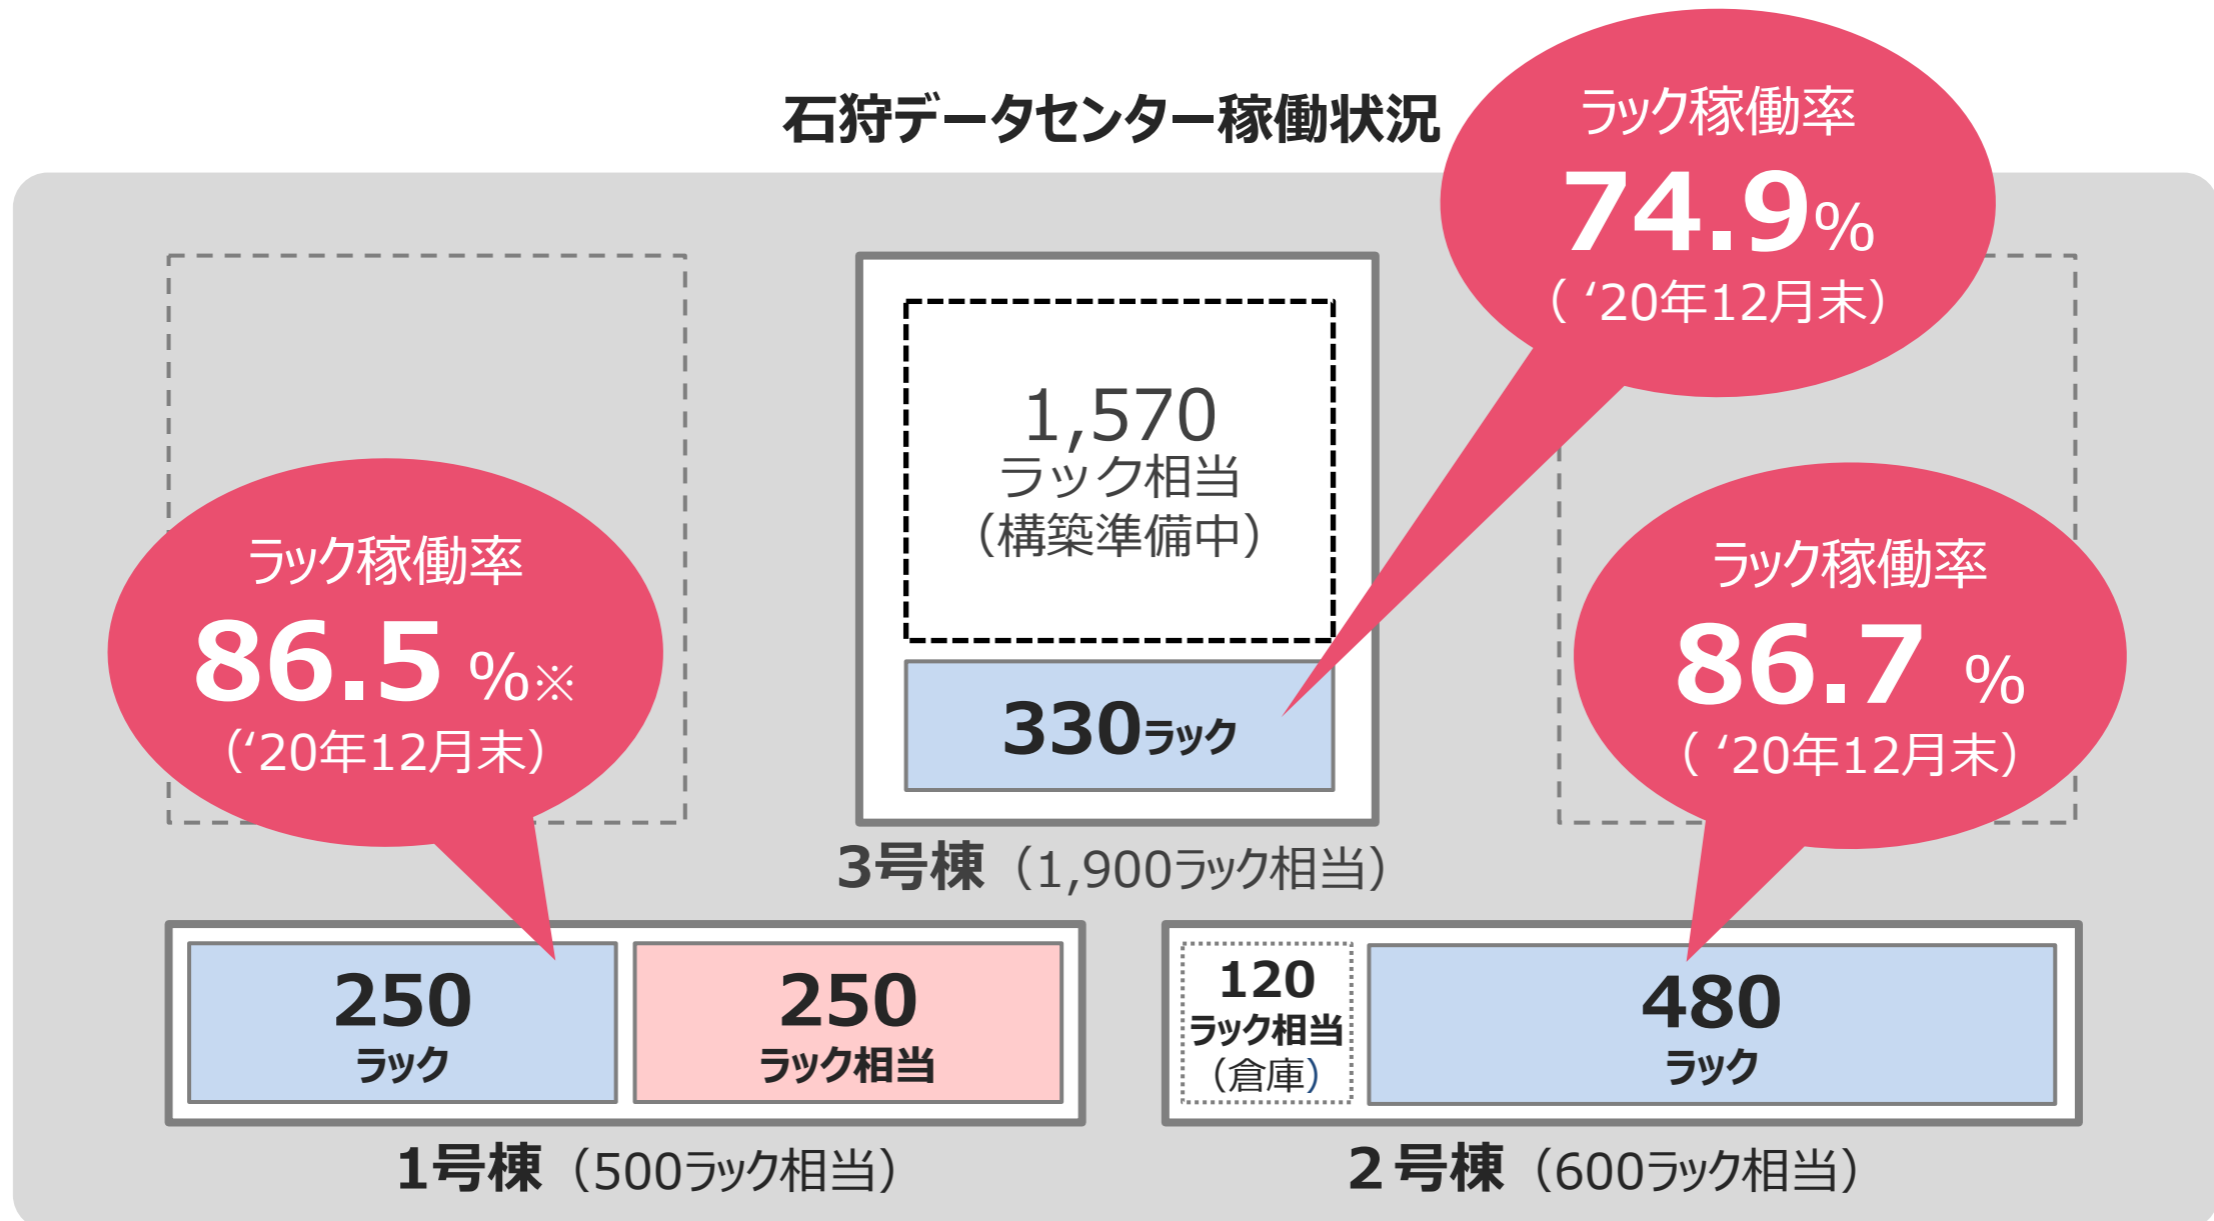 石狩データセンター稼働状況
ラック稼働率
74.9%
（ ‘20年12月末）
1,570
ラック相当
（構築準備中）
330ラック
3号棟（1,900ラック相当）
ラック稼働率
86.5 %※
（‘20年12月末）
ラック稼働率
86.7 %
（ ‘20年12月末）
250
ラック
250
ラック相当
1号棟（500ラック相当）
120
ラック相当
（倉庫）
480
ラック
２号棟（600ラック相当）